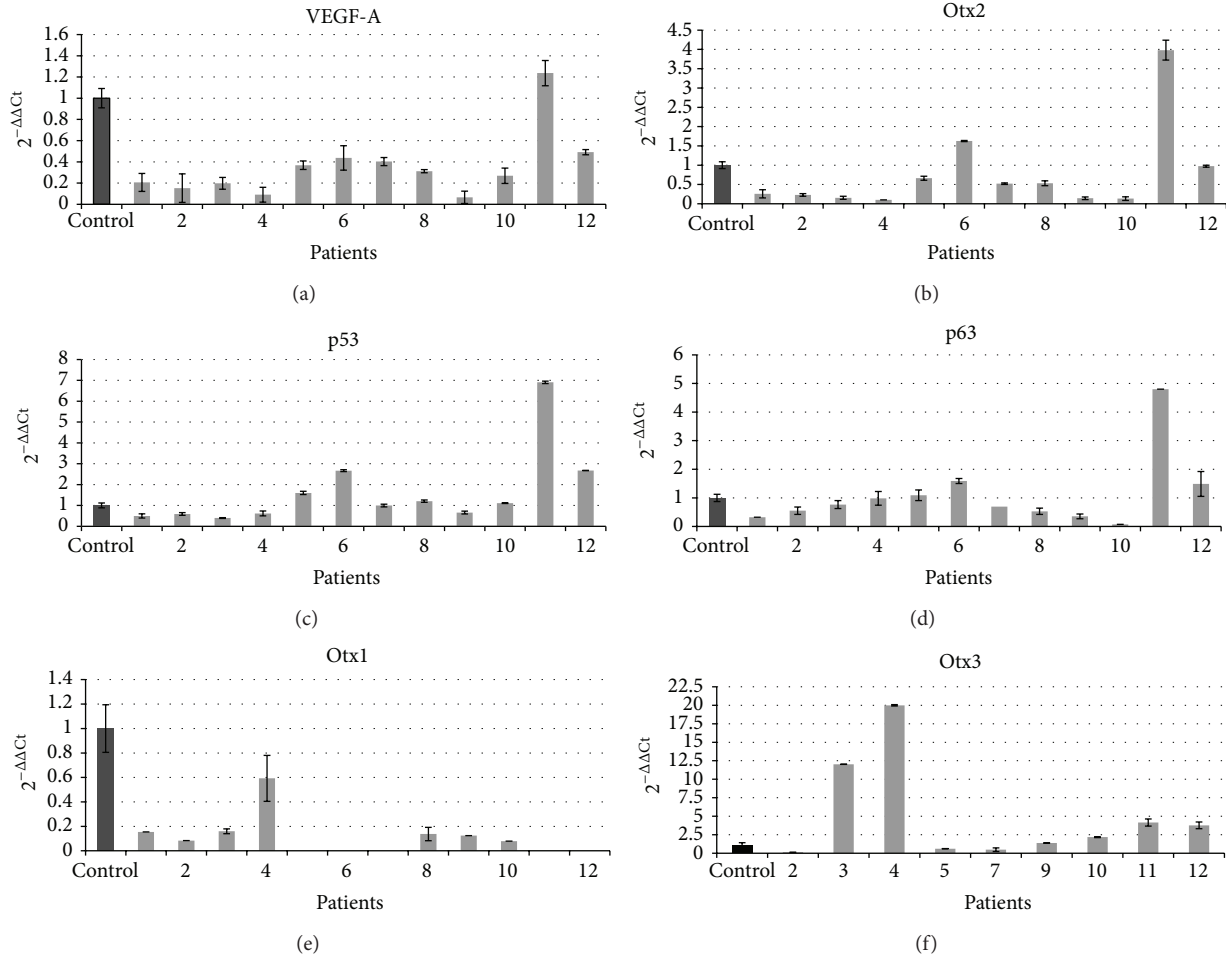 VEGF-A
1.6
1.4
1.2
1
0.8
0.6
0.4
0.2
0
2^−ΔΔCt
Control 2 4 6 8 10 12
Patients
(a)
Otx2
4.5
4
3.5
3
2.5
2
1.5
1
0.5
0
2^−ΔΔCt
Control 2 4 6 8 10 12
Patients
(b)
p53
8
7
6
5
4
3
2
1
0
2^−ΔΔCt
Control 2 4 6 8 10 12
Patients
(c)
p63
6
5
4
3
2
1
0
2^−ΔΔCt
Control 2 4 6 8 10 12
Patients
(d)
Otx1
1.4
1.2
1
0.8
0.6
0.4
0.2
0
2^−ΔΔCt
Control 2 4 6 8 10 12
Patients
(e)
Otx3
22.5
20
17.5
15
12.5
10
7.5
5
2.5
0
2^−ΔΔCt
Control 2 3 4 5 7 9 10 11 12
Patients
(f)